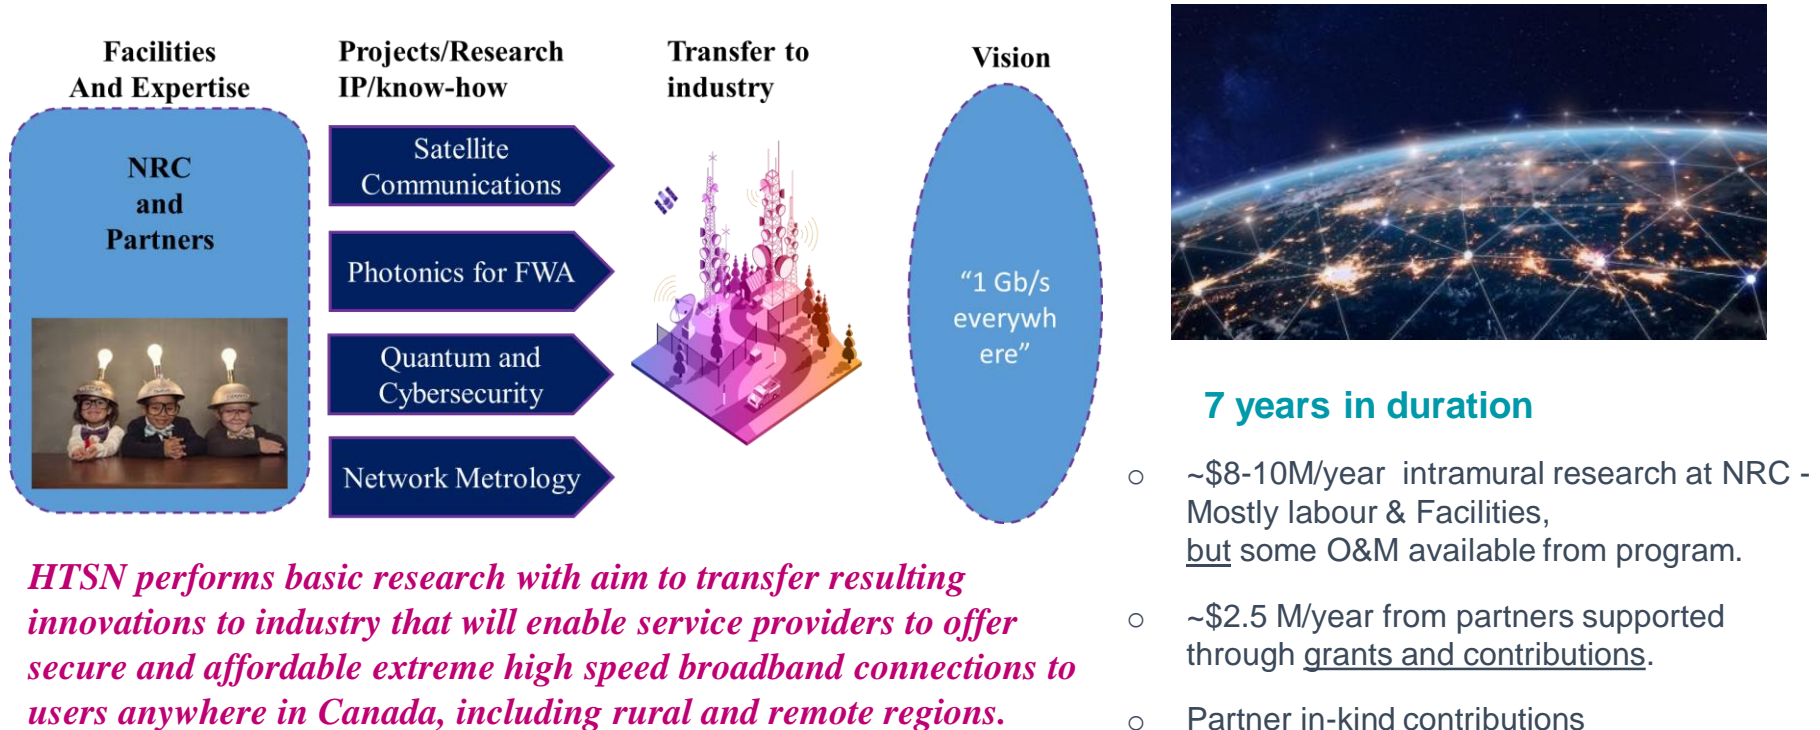 Facilities
And Expertise
NRC
and
Partners
Projects/Research
IP/know-how
Satellite
Communications
Photonics for FWA
Quantum and
Cybersecurity
Network Metrology
Transfer to
industry
Vision
“1 Gb/s
everywh
ere”
HTSN performs basic research with aim to transfer resulting
innovations to industry that will enable service providers to offer
secure and affordable extreme high speed broadband connections to
users anywhere in Canada, including rural and remote regions.
7 years in duration
o ~$8-10M/year intramural research at NRC -
Mostly labour & Facilities,
but some O&M available from program.
o ~$2.5 M/year from partners supported
through grants and contributions.
o Partner in-kind contributions